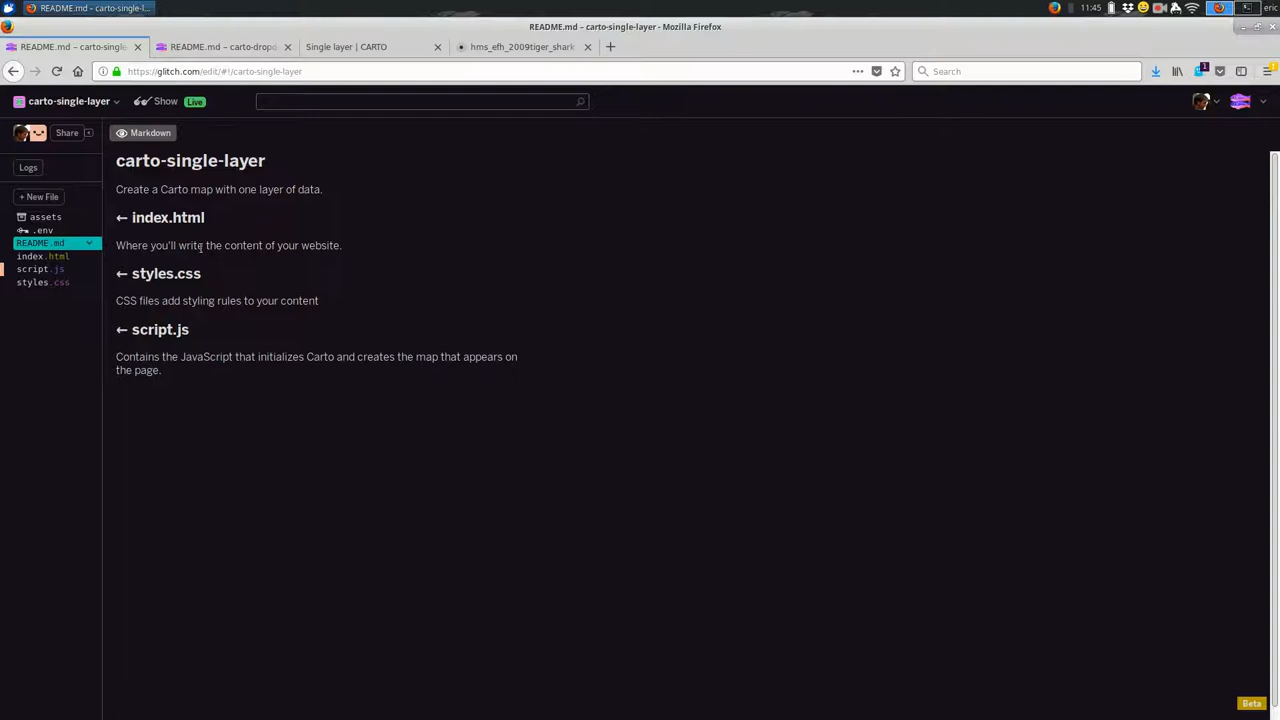 README.md – carto-single-l...
11:45
eric
README.md – carto-single-layer - Mozilla Firefox
README.md – carto-single-
README.md – carto-dropd
Single layer | CARTO
hms_efh_2009tiger_shark
https://glitch.com/edit/#!/carto-single-layer
Search
1
carto-single-layer
Show
Live
Share
Markdown
Logs
+ New File
assets
.env
README.md
index.html
script.js
styles.css
carto-single-layer
Create a Carto map with one layer of data.
← index.html
Where you'll write the content of your website.
← styles.css
CSS files add styling rules to your content
← script.js
Contains the JavaScript that initializes Carto and creates the map that appears on
the page.
Beta